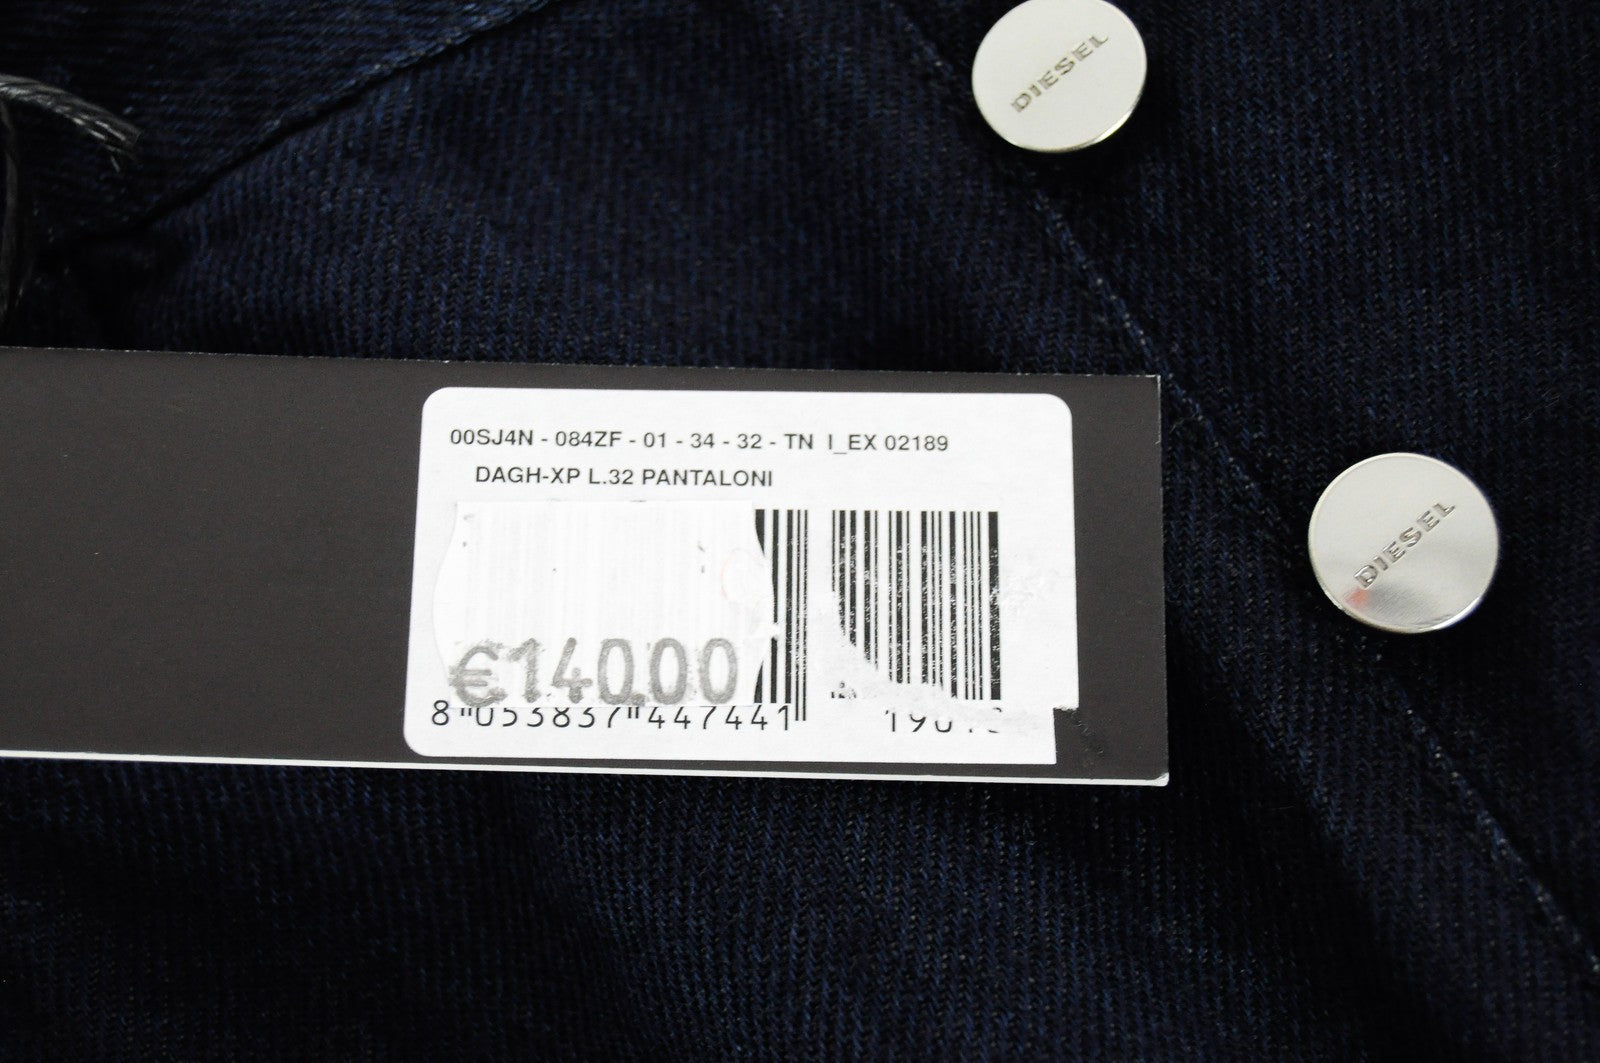 DIESEL
DIESEL
00SJ4N - 084ZF - 01 - 34 - 32 - TN I_EX 02189
DAGH-XP L.32 PANTALONI
€140.00
8 053837 447441